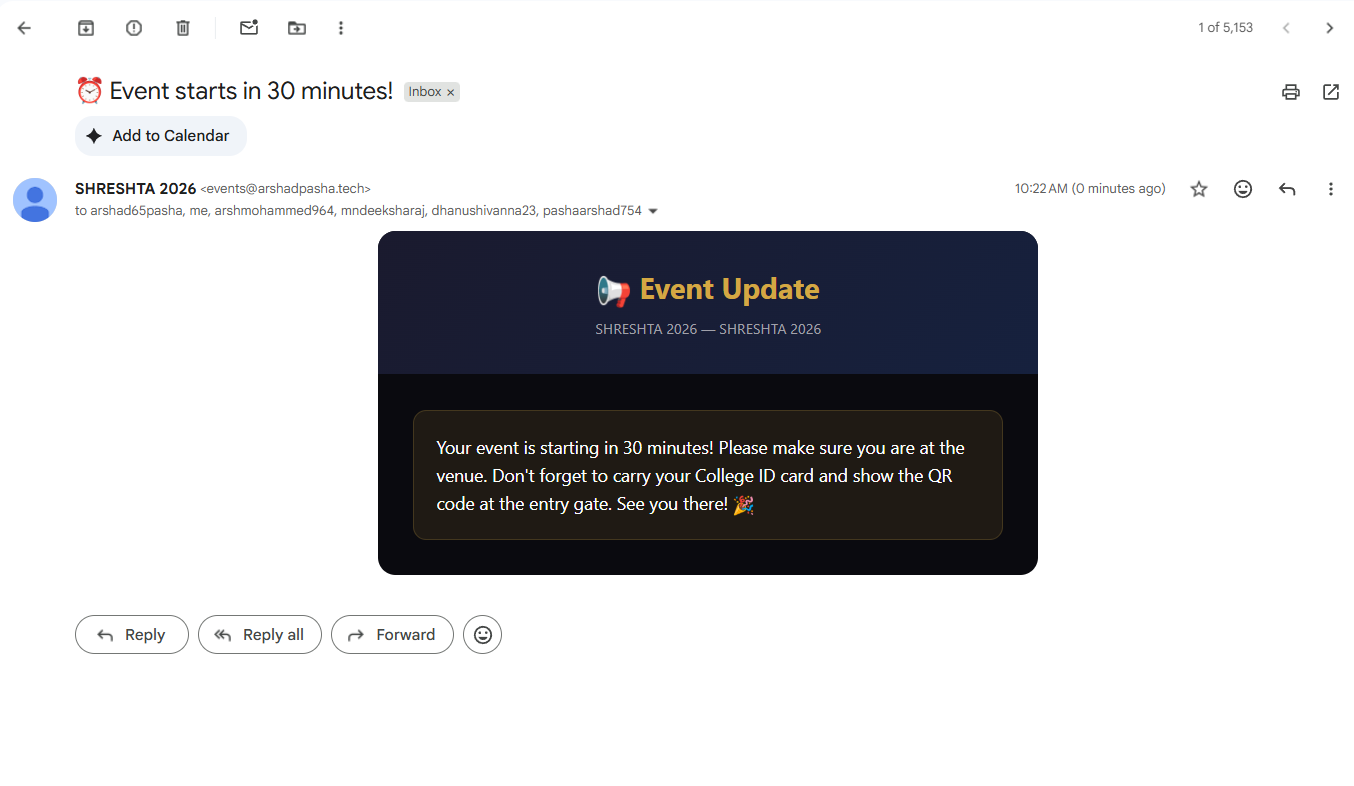 1 of 5,153
⏰ Event starts in 30 minutes!
Inbox ×
Add to Calendar
SHRESHTA 2026 <events@arshadpasha.tech>
10:22 AM (0 minutes ago)
to arshad65pasha, me, arshmohammed964, mndeeksharaj, dhanushivanna23, pashaarshad754
📢 Event Update
SHRESHTA 2026 — SHRESHTA 2026
Your event is starting in 30 minutes! Please make sure you are at the
venue. Don't forget to carry your College ID card and show the QR
code at the entry gate. See you there! 🎉
Reply
Reply all
Forward